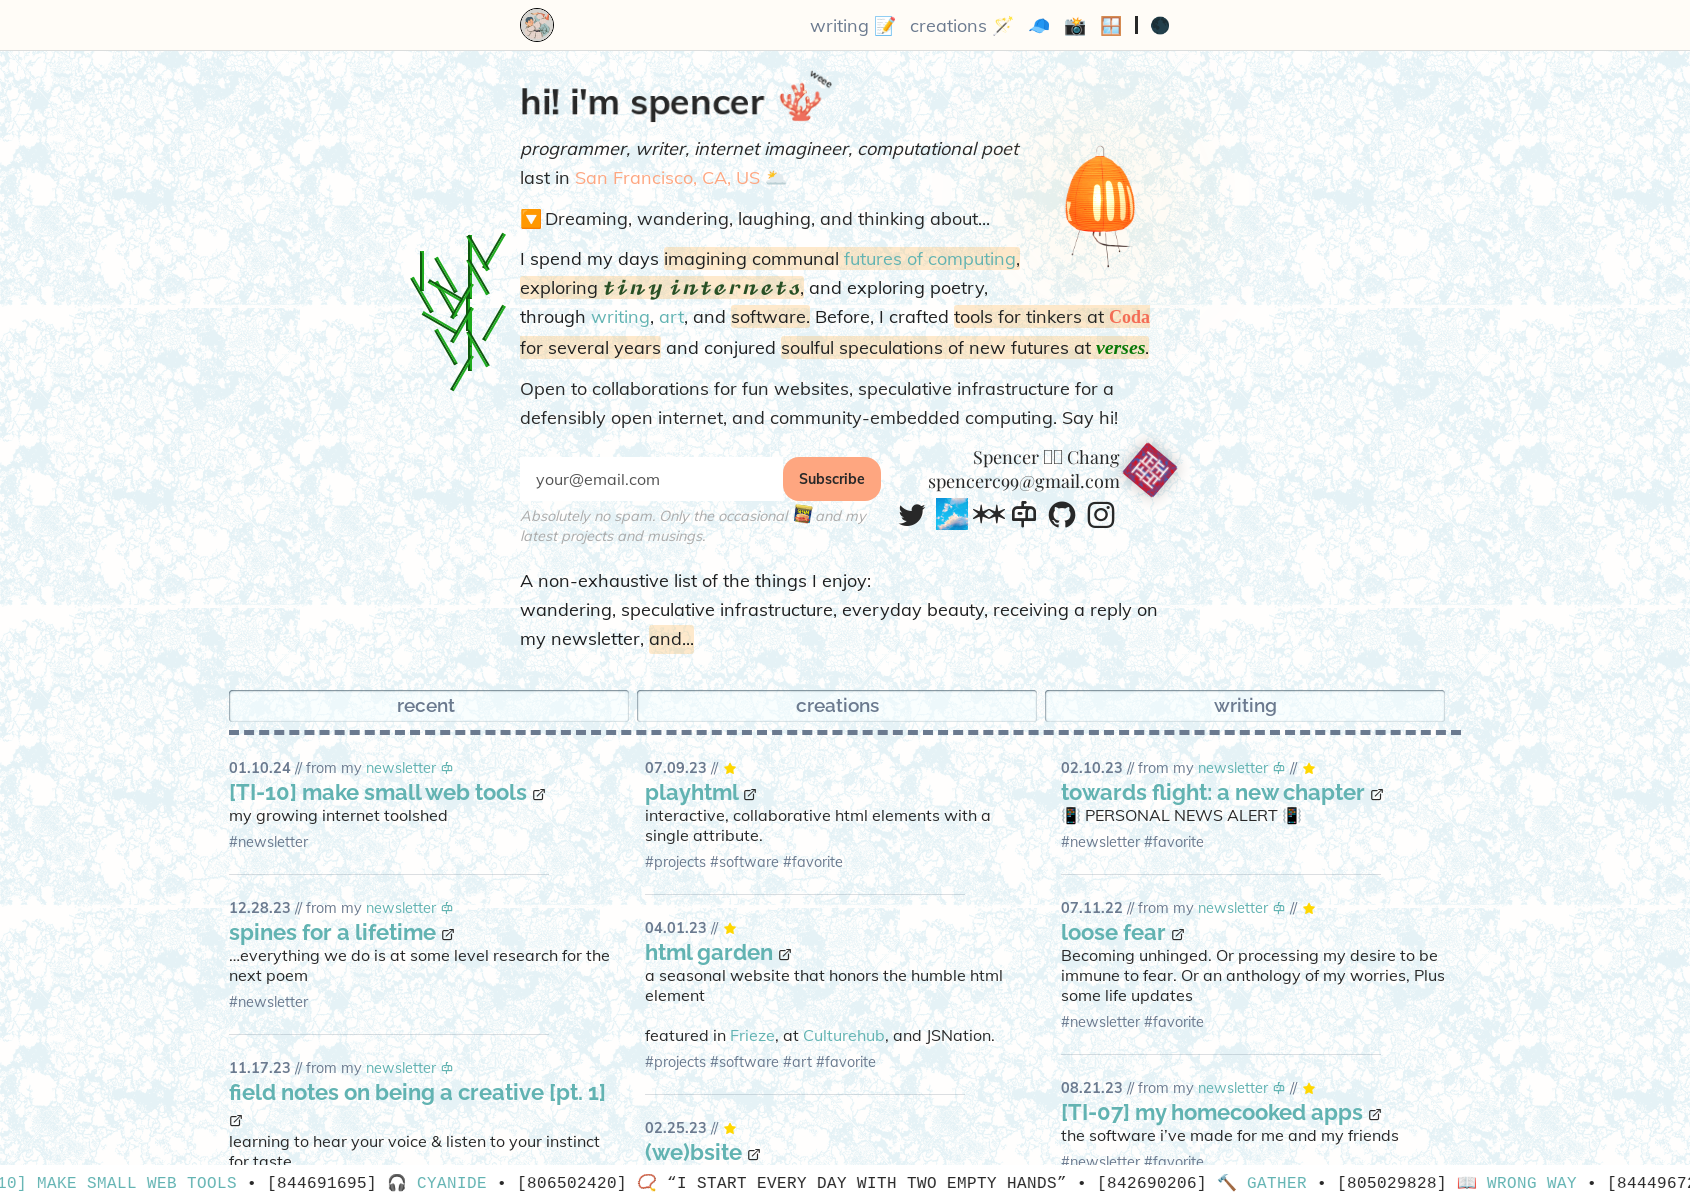 writing 📝 creations 🪄 🧢 📸 🪟 | 🌑
hi! i'm spencer
weee
programmer, writer, internet imagineer, computational poet
last in San Francisco, CA, US 🌥️
🔽 Dreaming, wandering, laughing, and thinking about...
I spend my days imagining communal futures of computing,
exploring tiny internets, and exploring poetry,
through writing, art, and software. Before, I crafted tools for tinkers at Coda
for several years and conjured soulful speculations of new futures at verses.
Open to collaborations for fun websites, speculative infrastructure for a
defensibly open internet, and community-embedded computing. Say hi!
your@email.com
Subscribe
Absolutely no spam. Only the occasional and my
latest projects and musings.
Spencer Chang
spencerc99@gmail.com
A non-exhaustive list of the things I enjoy:
wandering, speculative infrastructure, everyday beauty, receiving a reply on
my newsletter, and...
recent
creations
writing
01.10.24 // from my newsletter
[TI-10] make small web tools
my growing internet toolshed
#newsletter
12.28.23 // from my newsletter
spines for a lifetime
...everything we do is at some level research for the
next poem
#newsletter
11.17.23 // from my newsletter
field notes on being a creative [pt. 1]
learning to hear your voice & listen to your instinct
for taste
07.09.23 // ⭐
playhtml
interactive, collaborative html elements with a
single attribute.
#projects #software #favorite
04.01.23 // ⭐
html garden
a seasonal website that honors the humble html
element
featured in Frieze, at Culturehub, and JSNation.
#projects #software #art #favorite
02.25.23 // ⭐
(we)bsite
02.10.23 // from my newsletter // ⭐
towards flight: a new chapter
📳 PERSONAL NEWS ALERT 📳
#newsletter #favorite
07.11.22 // from my newsletter // ⭐
loose fear
Becoming unhinged. Or processing my desire to be
immune to fear. Or an anthology of my worries, Plus
some life updates
#newsletter #favorite
08.21.23 // from my newsletter // ⭐
[TI-07] my homecooked apps
the software i've made for me and my friends
#newsletter #favorite
10] MAKE SMALL WEB TOOLS • [844691695] 🎧 CYANIDE • [806502420] 📿 “I START EVERY DAY WITH TWO EMPTY HANDS” • [842690206] 🔨 GATHER • [805029828] 📖 WRONG WAY • [8444967